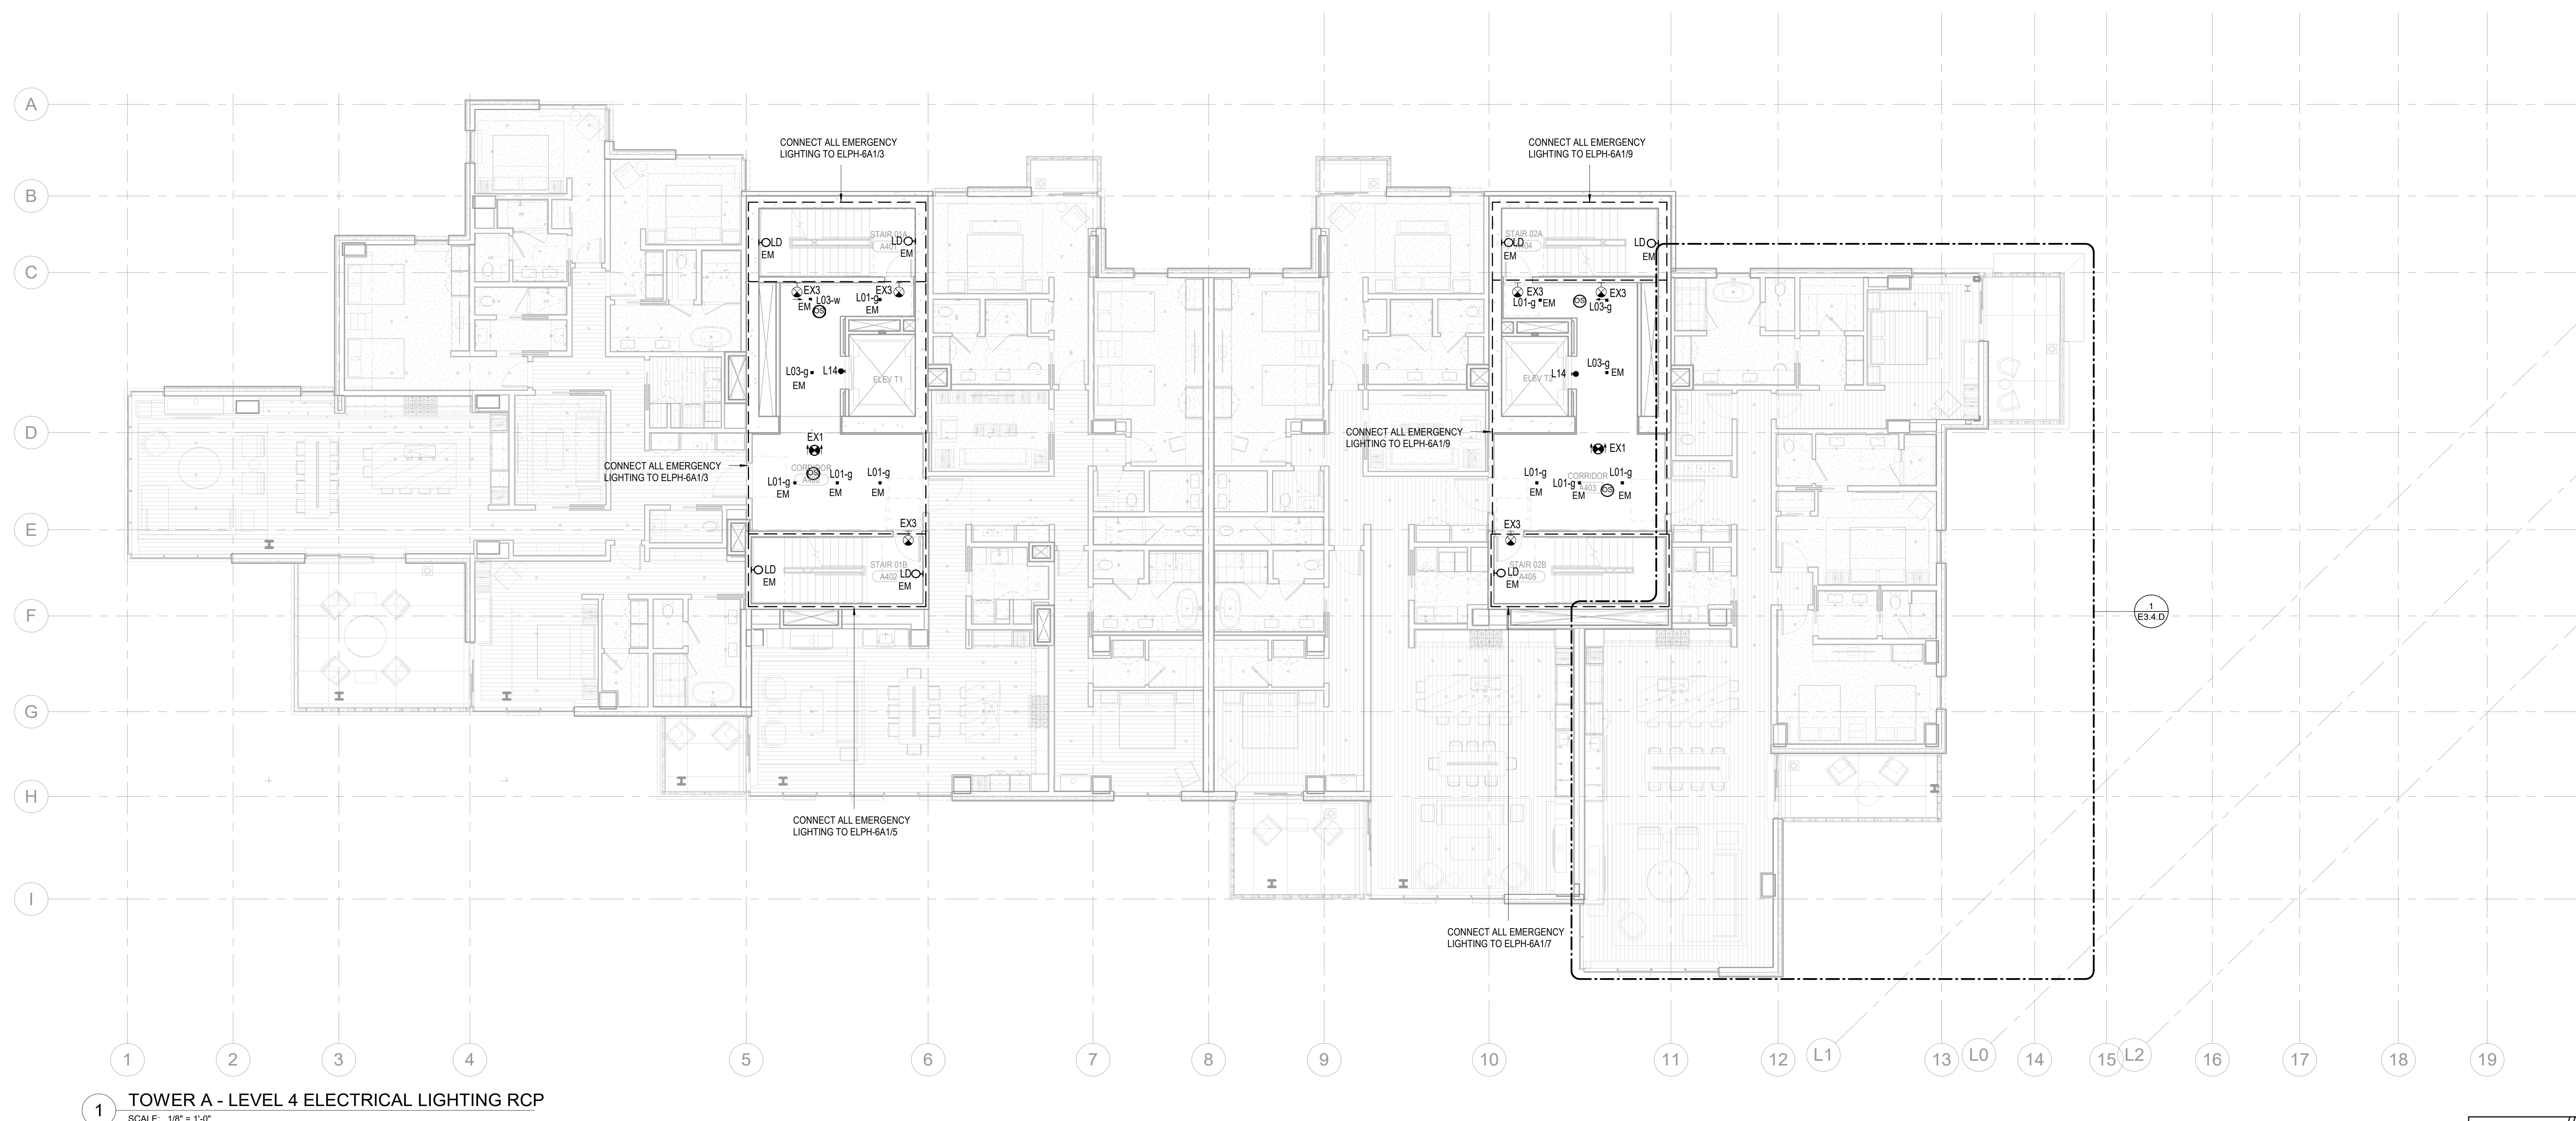 A
B
C
D
E
F
G
H
I
CONNECT ALL EMERGENCY
LIGHTING TO ELPH-6A1/3
CONNECT ALL EMERGENCY
LIGHTING TO ELPH-6A1/9
STAIR 01A
A401
LD
EM
LD
EM
EX3
L03-w
EM
OS
L01-g
EX3
EM
L03-g
EM
L14
ELEV T1
EX1
CORRIDOR
OS
L01-g
EM
L01-g
EM
L01-g
EM
CONNECT ALL EMERGENCY
LIGHTING TO ELPH-6A1/3
EX3
STAIR 01B
A402
LD
EM
LD
EM
CONNECT ALL EMERGENCY
LIGHTING TO ELPH-6A1/5
STAIR 02A
LD
EM
LD
EM
EX3
L01-g
EM
OS
EX3
L03-g
ELEV T2
L14
L03-g
EM
CONNECT ALL EMERGENCY
LIGHTING TO ELPH-6A1/9
EX1
L01-g
EM
CORRIDOR
A403
L01-g
EM
OS
L01-g
EM
EX3
STAIR 02B
A405
LD
EM
CONNECT ALL EMERGENCY
LIGHTING TO ELPH-6A1/7
1
E3.4.D
1
2
3
4
5
6
7
8
9
10
11
12
L1
13
L0
14
15
L2
16
17
18
19
1
TOWER A - LEVEL 4 ELECTRICAL LIGHTING RCP
SCALE: 1/8" = 1'-0"